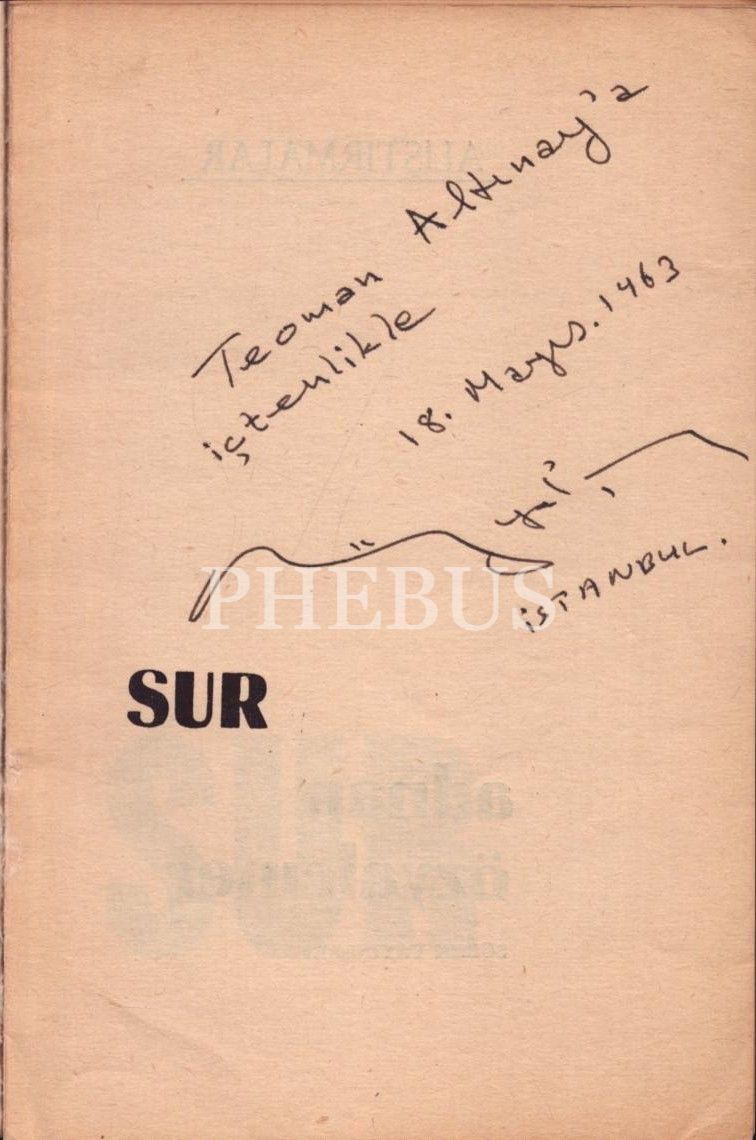 Teoman Altınay'a
içtenlikle
18. Mayıs. 1963
İSTANBUL.
PHEBUS
SUR